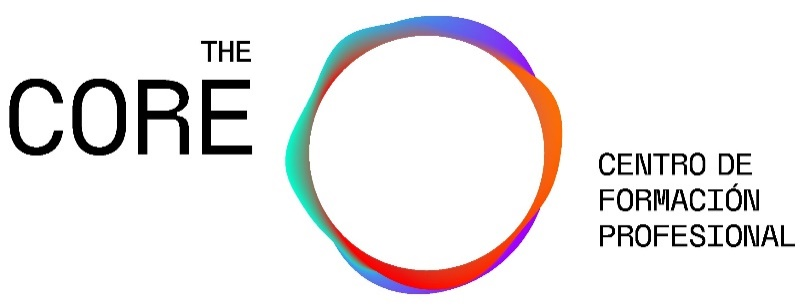 THE
CORE
CENTRO DE
FORMACIÓN
PROFESIONAL